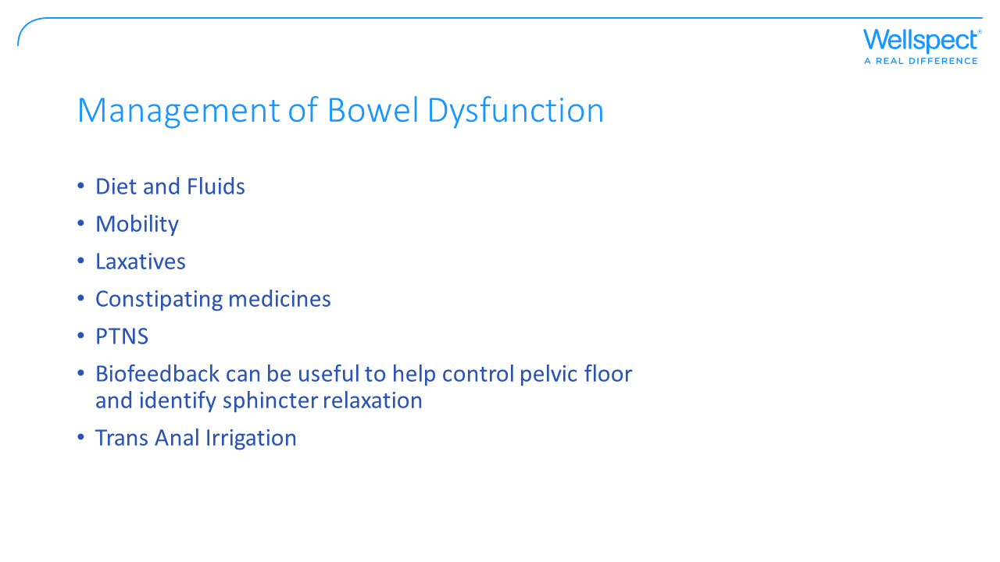 Wellspect®
A REAL DIFFERENCE
Management of Bowel Dysfunction
• Diet and Fluids
• Mobility
• Laxatives
• Constipating medicines
• PTNS
• Biofeedback can be useful to help control pelvic floor
and identify sphincter relaxation
• Trans Anal Irrigation